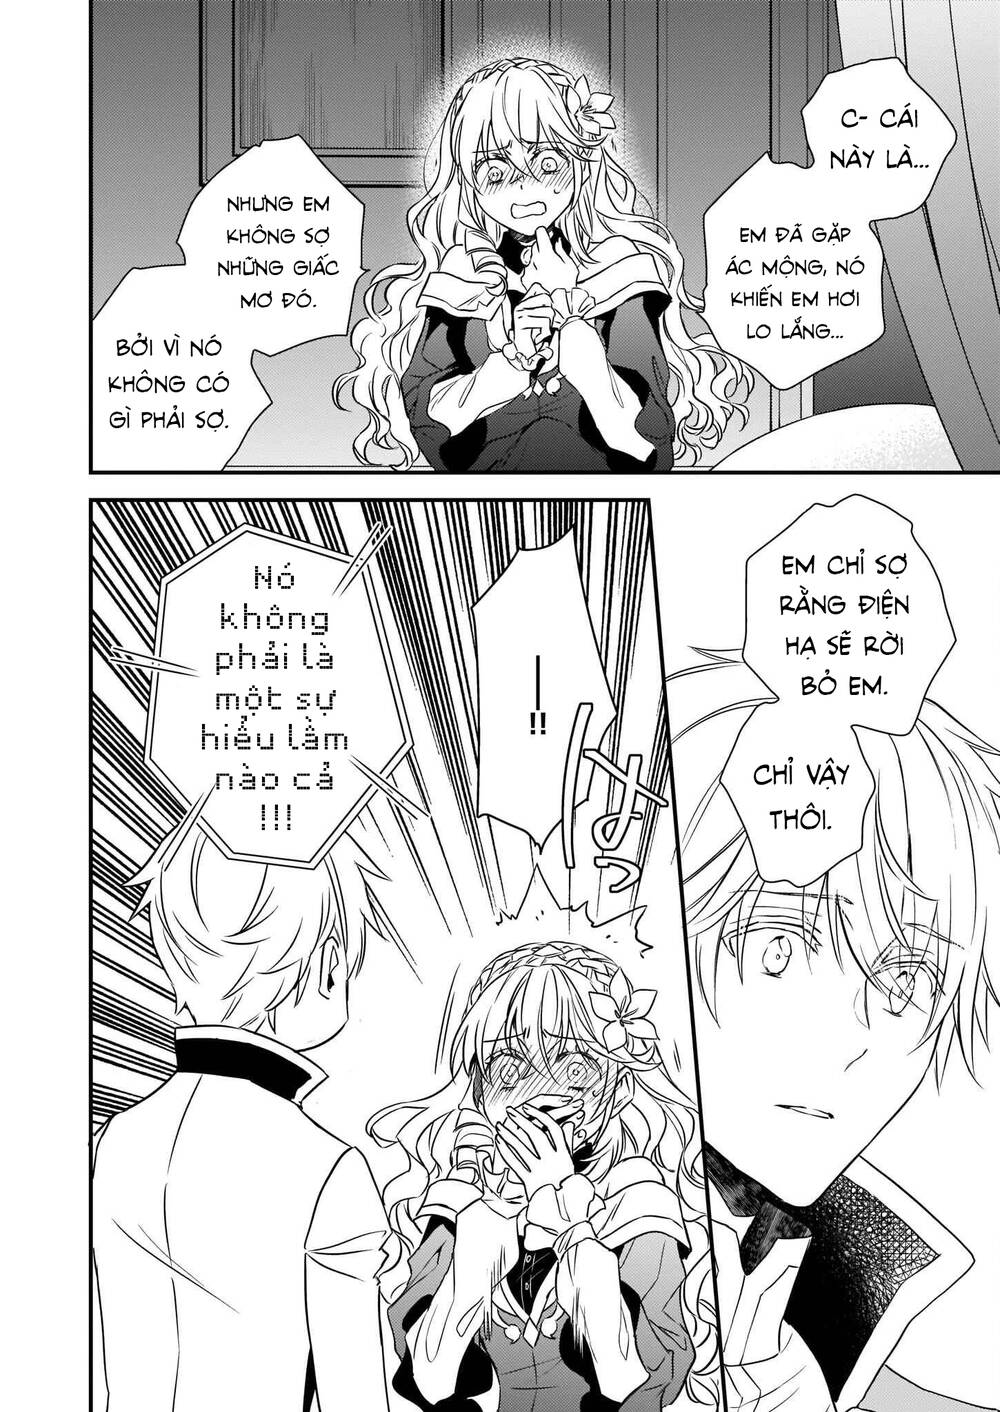 C- CÁI
NÀY LÀ...
EM ĐÃ GẶP
ÁC MỘNG, NÓ
KHIẾN EM HƠI
LO LẮNG...
NHƯNG EM
KHÔNG SỢ
NHỮNG GIẤC
MƠ ĐÓ.
BỞI VÌ NÓ
KHÔNG CÓ
GÌ PHẢI SỢ.
EM CHỈ SỢ
RẰNG ĐIỆN
HẠ SẼ RỜI
BỎ EM.
CHỈ VẬY
THÔI.
—!!
Nó
không
phải là
một sự
hiểu lầm
nào cả
!!!